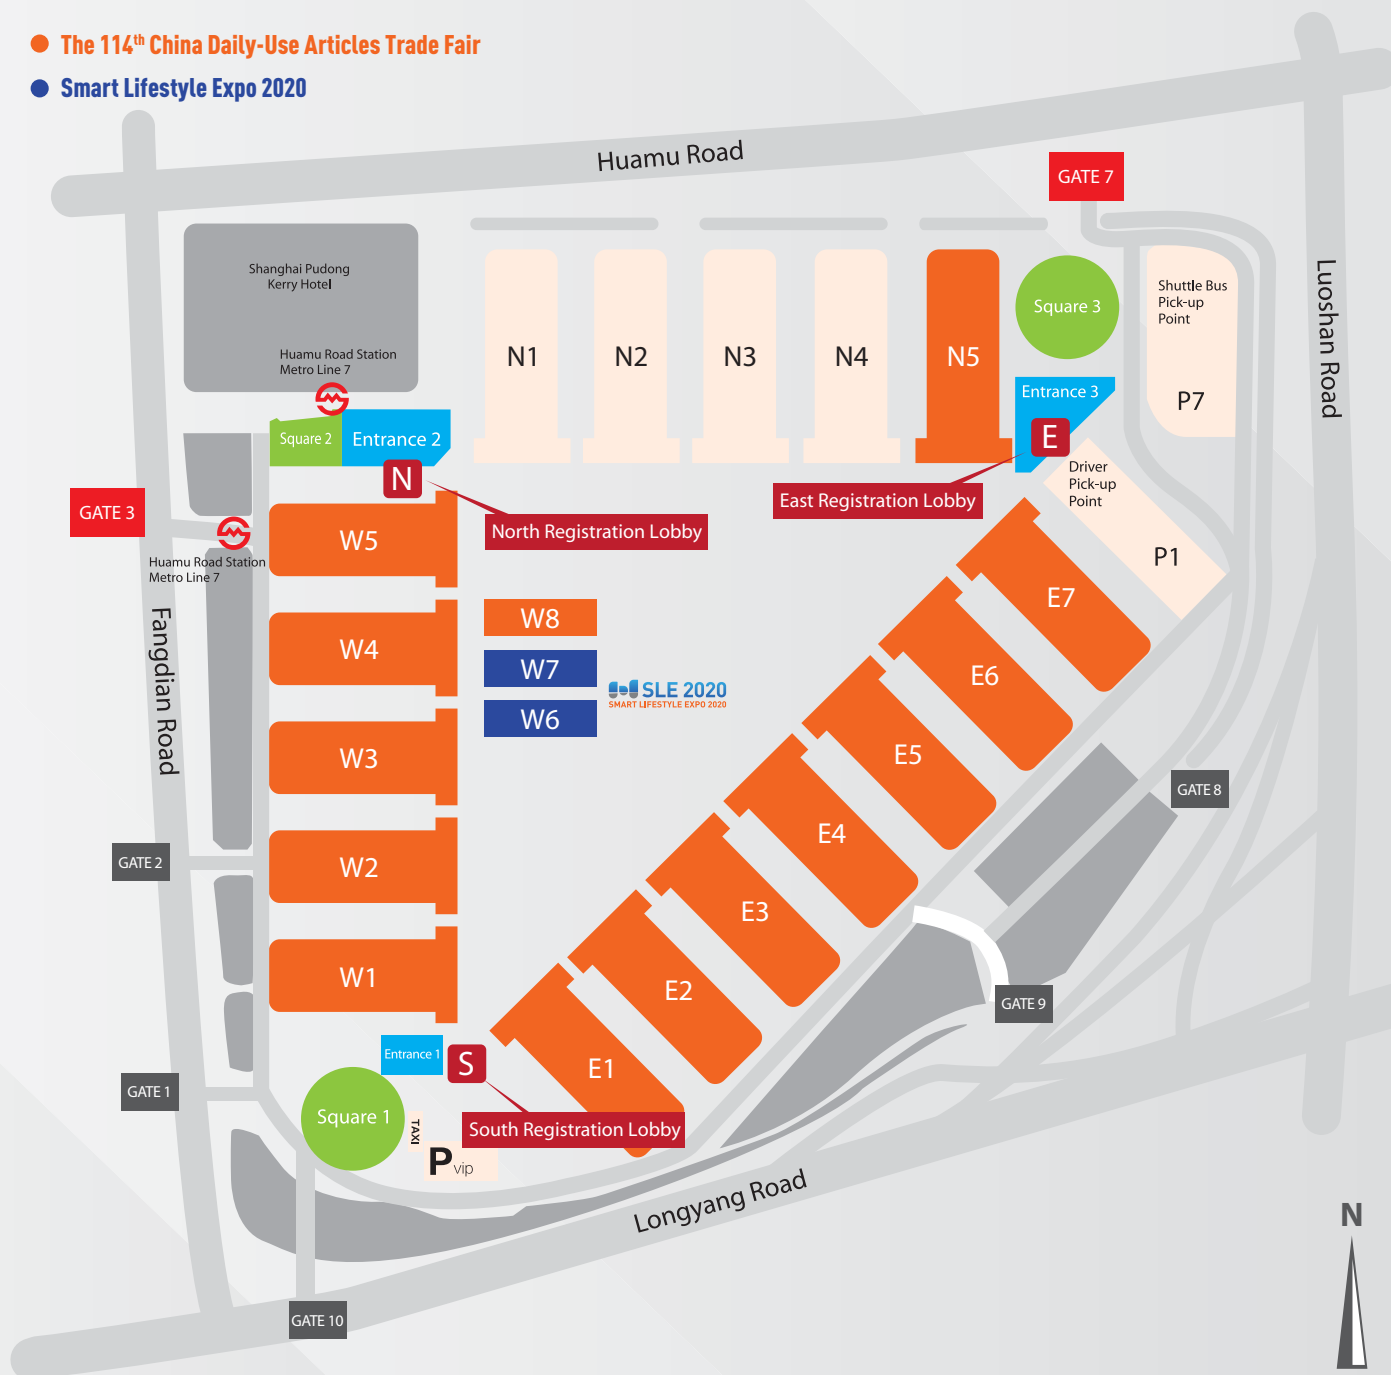 The 114th China Daily-Use Articles Trade Fair
Smart Lifestyle Expo 2020
Huamu Road
GATE 7
Shanghai Pudong
Kerry Hotel
Huamu Road Station
Metro Line 7
Square 2
Entrance 2
N
North Registration Lobby
N1
N2
N3
N4
N5
Square 3
Entrance 3
E
East Registration Lobby
Shuttle Bus
Pick-up
Point
P7
Driver
Pick-up
Point
P1
Luoshan Road
GATE 3
Huamu Road Station
Metro Line 7
Fangdian Road
W5
W4
W3
W2
W1
W8
W7
W6
SLE 2020
SMART LIFESTYLE EXPO 2020
E7
E6
E5
E4
E3
E2
E1
GATE 8
GATE 2
GATE 9
GATE 1
Entrance 1
S
South Registration Lobby
Square 1
TAXI
P vip
Longyang Road
GATE 10
N